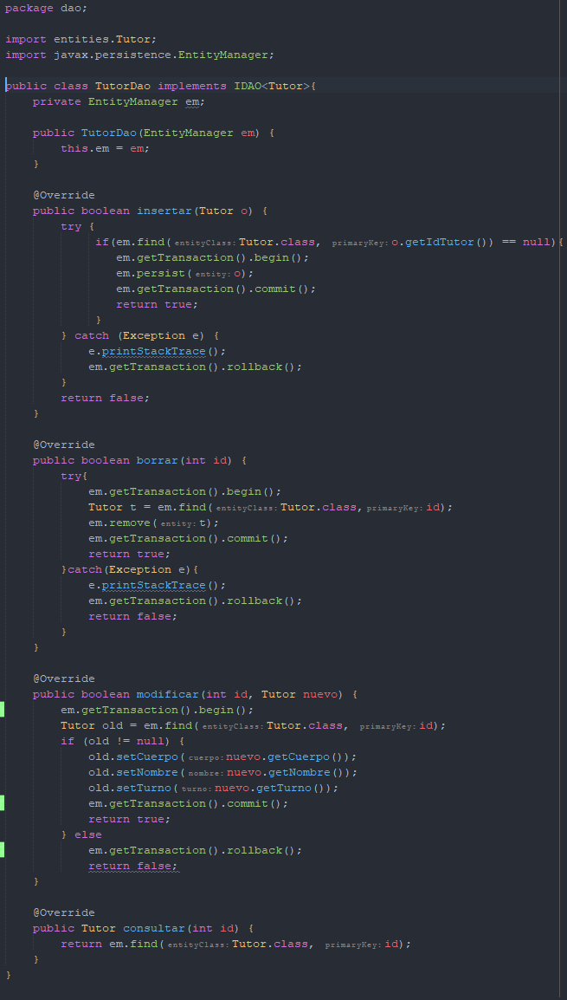 package dao;
import entities.Tutor;
import javax.persistence.EntityManager;
public class TutorDao implements IDAO<Tutor>{
    private EntityManager em;
    public TutorDao(EntityManager em) {
        this.em = em;
    }
    @Override
    public boolean insertar(Tutor o) {
        try {
             if(em.find( entityClass: Tutor.class,  primaryKey: o.getIdTutor()) == null){
                em.getTransaction().begin();
                em.persist( entity: o);
                em.getTransaction().commit();
                return true;
             }
        } catch (Exception e) {
            e.printStackTrace();
            em.getTransaction().rollback();
        }
        return false;
    }
    @Override
    public boolean borrar(int id) {
        try{
            em.getTransaction().begin();
            Tutor t = em.find( entityClass: Tutor.class, primaryKey: id);
            em.remove( entity: t);
            em.getTransaction().commit();
            return true;
        }catch(Exception e){
            e.printStackTrace();
            em.getTransaction().rollback();
            return false;
        }
    }
    @Override
    public boolean modificar(int id, Tutor nuevo) {
        em.getTransaction().begin();
        Tutor old = em.find( entityClass: Tutor.class,  primaryKey: id);
        if (old != null) {
            old.setCuerpo( cuerpo: nuevo.getCuerpo());
            old.setNombre( nombre: nuevo.getNombre());
            old.setTurno( turno: nuevo.getTurno());
            em.getTransaction().commit();
            return true;
        } else
            em.getTransaction().rollback();
            return false;
    }
    @Override
    public Tutor consultar(int id) {
        return em.find( entityClass: Tutor.class,  primaryKey: id);
    }
}